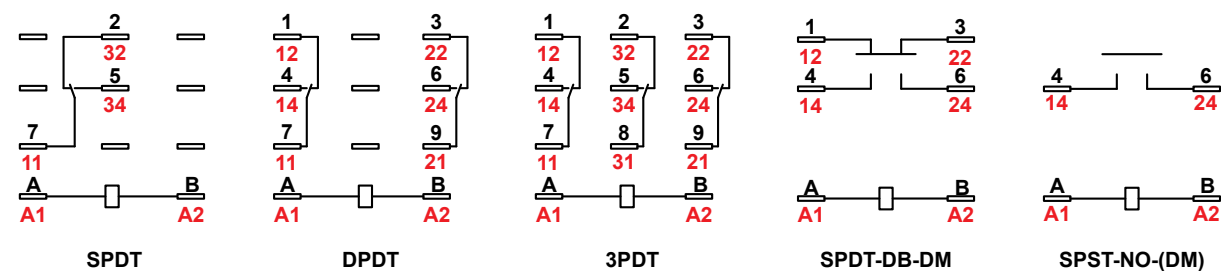 2
32
5
34
7
11
A B
A1 A2
SPDT
1 3
12 22
4 6
14 24
7 9
11 21
A B
A1 A2
DPDT
1 2 3
12 32 22
4 5 6
14 34 24
7 8 9
11 31 21
A B
A1 A2
3PDT
1 3
12 22
4 6
14 24
A B
A1 A2
SPDT-DB-DM
4 6
14 24
A B
A1 A2
SPST-NO-(DM)